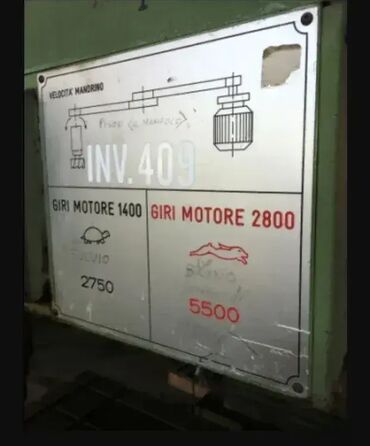 VELOCITA' MANDRINO
INV. 409
GIRI MOTORE 1400
2750
GIRI MOTORE 2800
5500